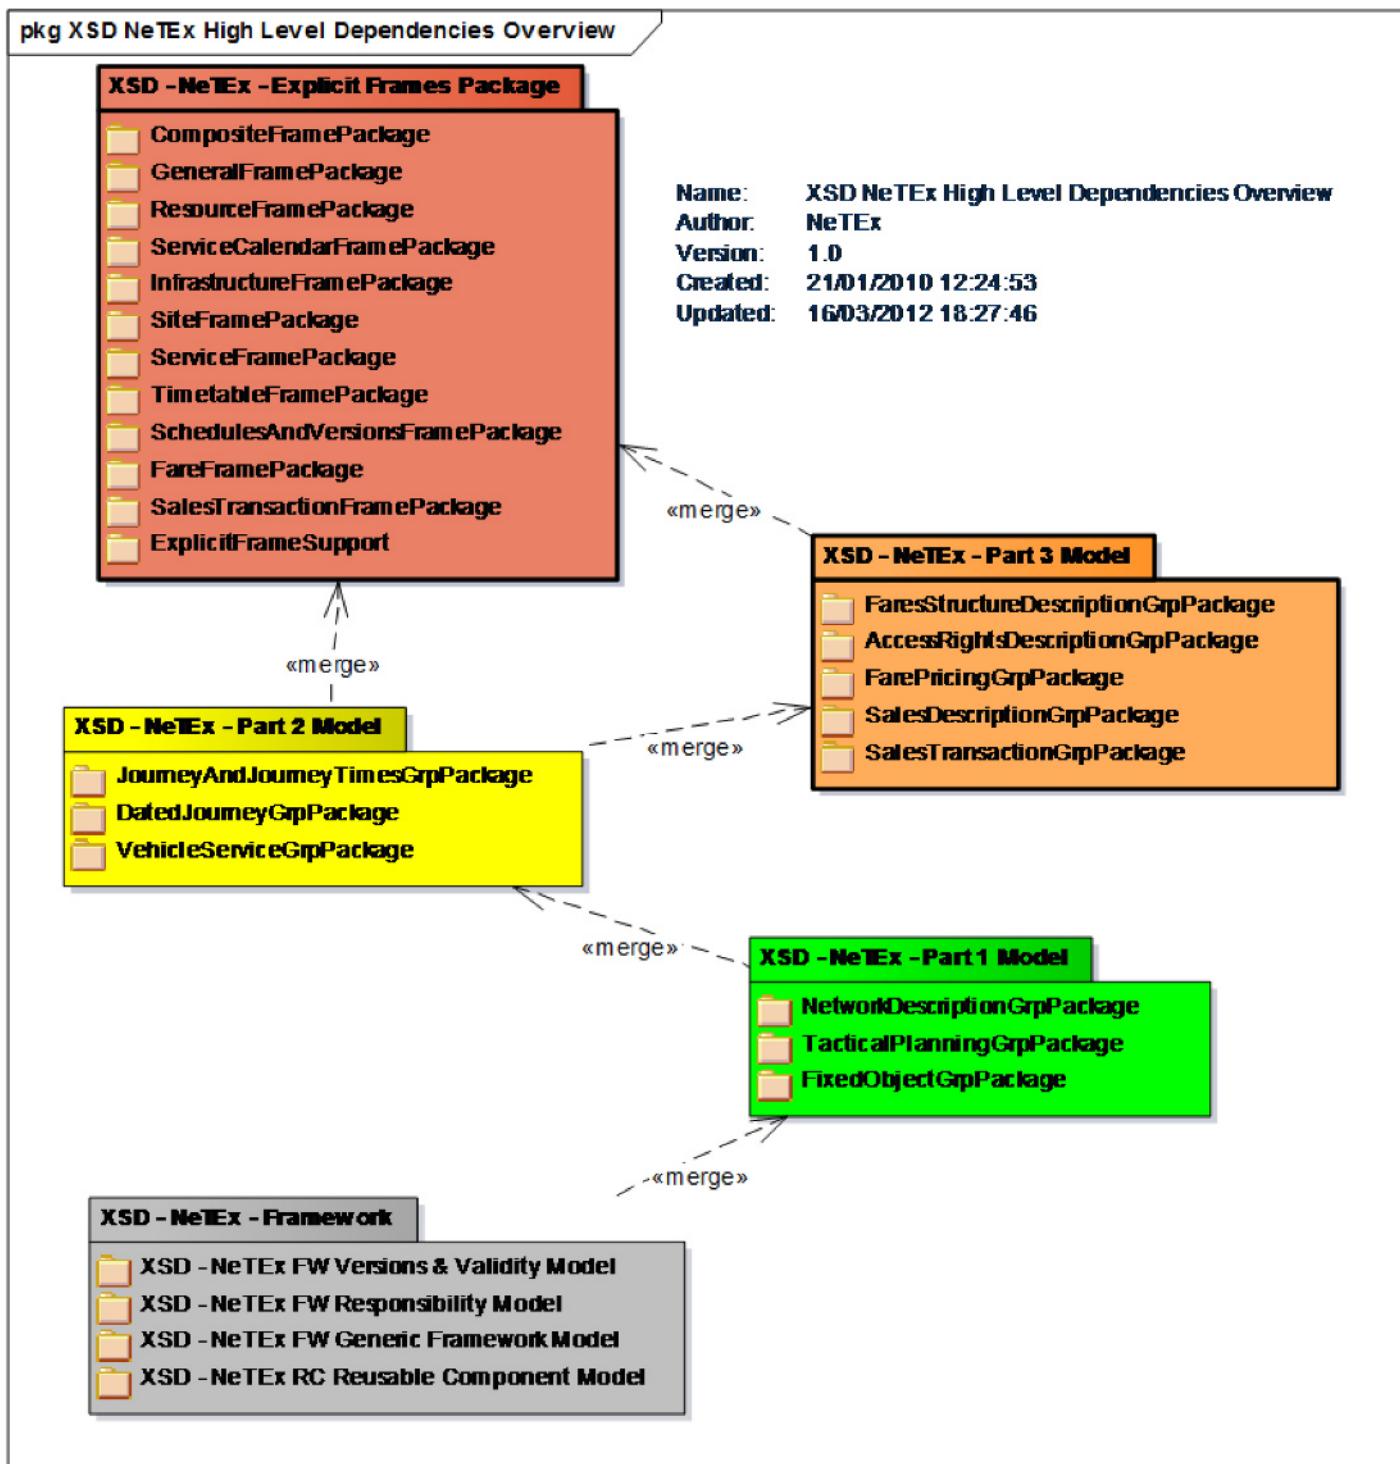 pkg XSD NeTEx High Level Dependencies Overview
XSD - NeTEx - Explicit Frames Package
CompositeFramePackage
GeneralFramePackage
ResourceFramePackage
ServiceCalendarFramePackage
InfrastructureFramePackage
SiteFramePackage
ServiceFramePackage
TimetableFramePackage
SchedulesAndVersionsFramePackage
FareFramePackage
SalesTransactionFramePackage
ExplicitFrameSupport
Name: XSD NeTEx High Level Dependencies Overview
Author: NeTEx
Version: 1.0
Created: 21/01/2010 12:24:53
Updated: 16/03/2012 18:27:46
«merge»
XSD - NeTEx - Part 3 Model
FaresStructureDescriptionGrpPackage
AccessRightsDescriptionGrpPackage
FarePricingGrpPackage
SalesDescriptionGrpPackage
SalesTransactionGrpPackage
«merge»
«merge»
XSD - NeTEx - Part 2 Model
JourneyAndJourneyTimesGrpPackage
DatedJourneyGrpPackage
VehicleServiceGrpPackage
«merge»
XSD - NeTEx - Part 1 Model
NetworkDescriptionGrpPackage
TacticalPlanningGrpPackage
FixedObjectGrpPackage
«merge»
XSD - NeTEx - Framework
XSD - NeTEx FW Versions & Validity Model
XSD - NeTEx FW Responsibility Model
XSD - NeTEx FW Generic Framework Model
XSD - NeTEx RC Reusable Component Model